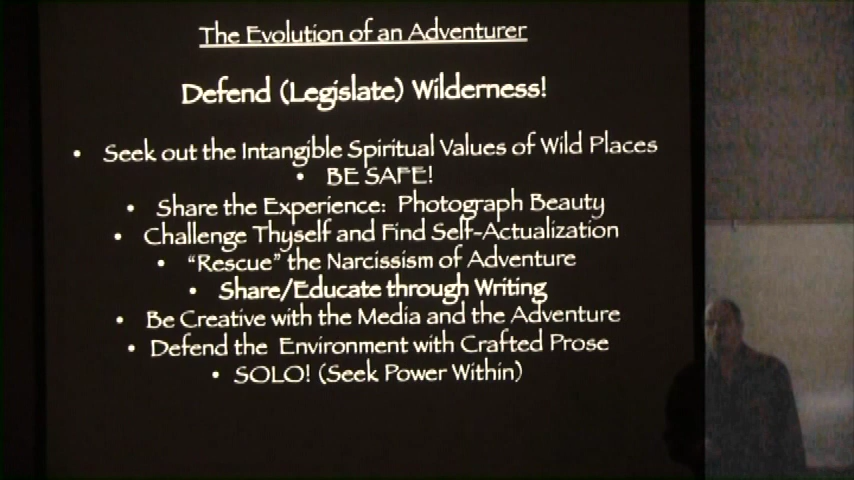 The Evolution of an Adventurer
Defend (Legislate) Wilderness!
• Seek out the Intangible Spiritual Values of Wild Places
• BE SAFE!
• Share the Experience: Photograph Beauty
• Challenge Thyself and Find Self-Actualization
• "Rescue" the Narcissism of Adventure
• Share/Educate through Writing
• Be Creative with the Media and the Adventure
• Defend the Environment with Crafted Prose
• SOLO! (Seek Power Within)